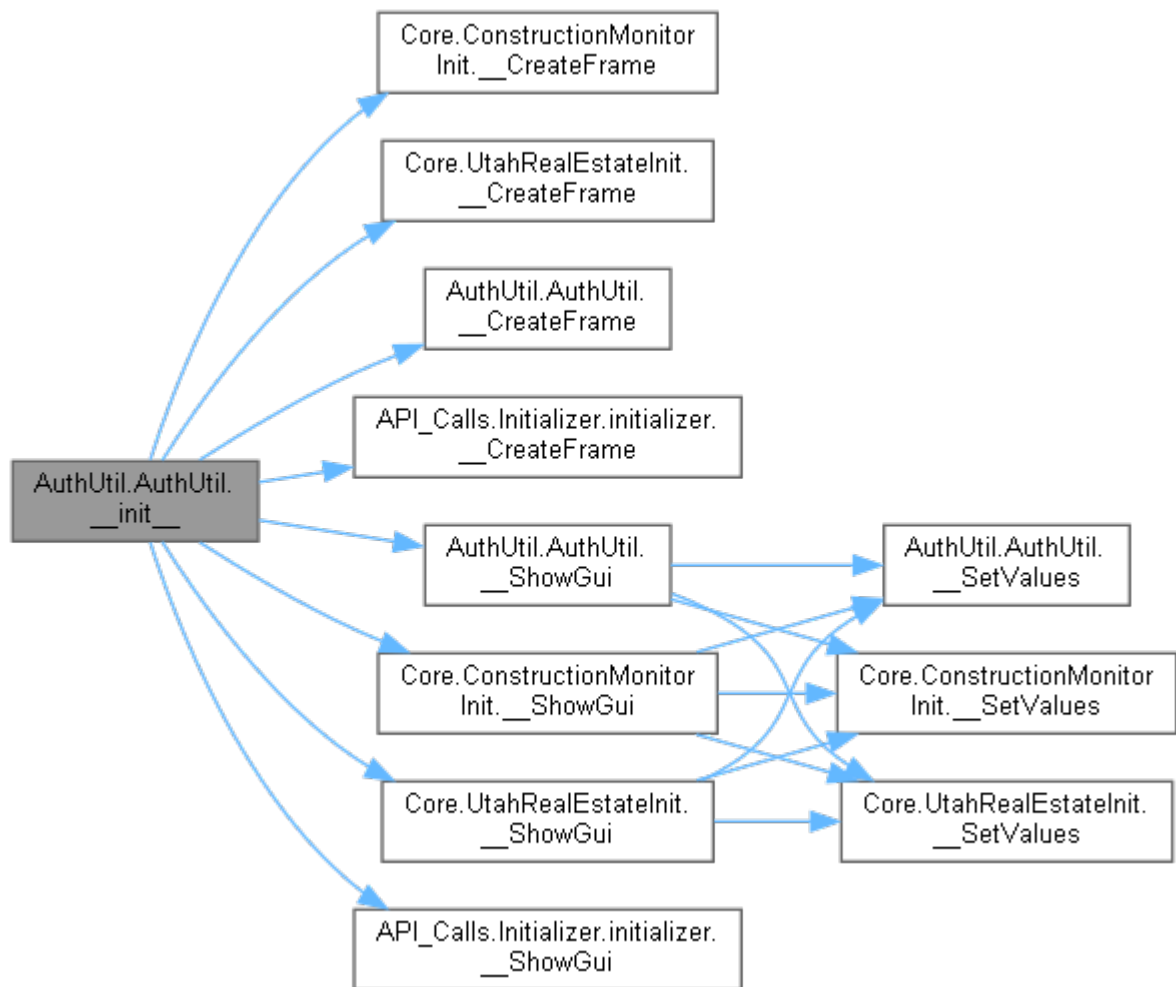 Core.ConstructionMonitor
Init.__CreateFrame
Core.UtahRealEstateInit.
__CreateFrame
AuthUtil.AuthUtil.
__CreateFrame
API_Calls.Initializer.initializer.
__CreateFrame
AuthUtil.AuthUtil.
__init__
AuthUtil.AuthUtil.
__ShowGui
AuthUtil.AuthUtil.
__SetValues
Core.ConstructionMonitor
Init.__ShowGui
Core.ConstructionMonitor
Init.__SetValues
Core.UtahRealEstateInit.
__ShowGui
Core.UtahRealEstateInit.
__SetValues
API_Calls.Initializer.initializer.
__ShowGui